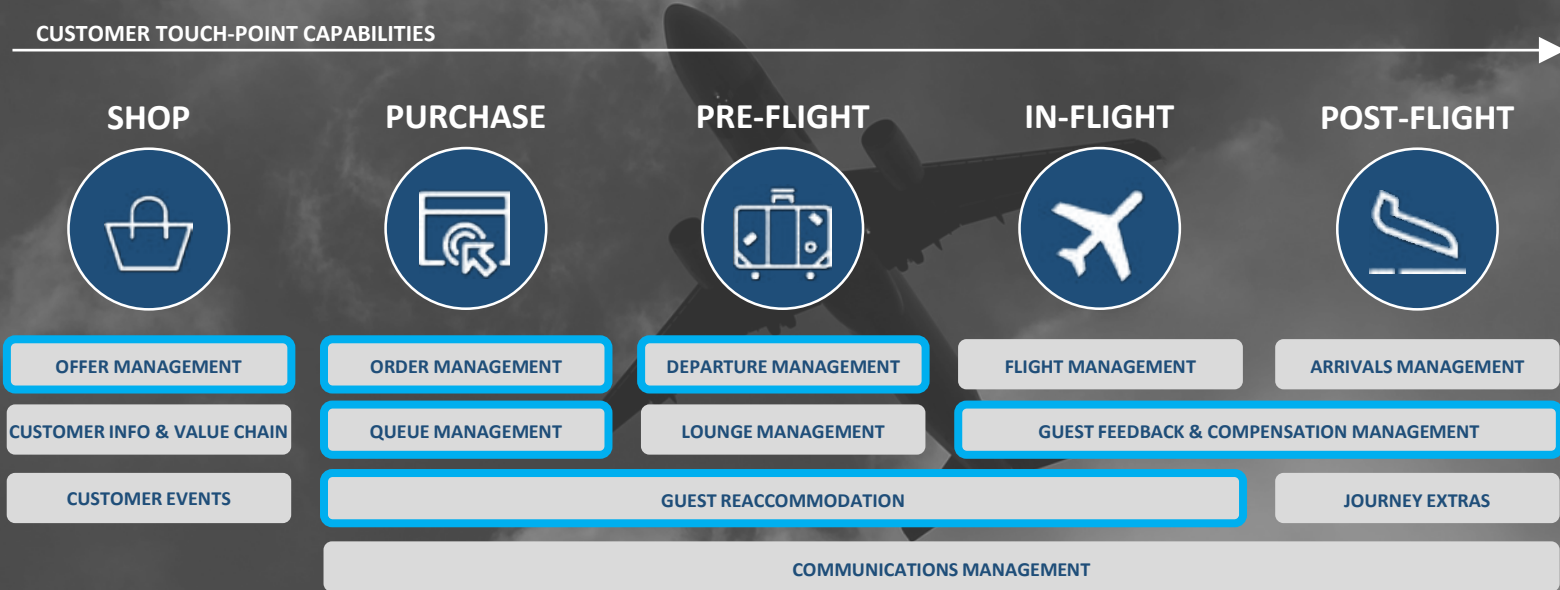 CUSTOMER TOUCH-POINT CAPABILITIES
SHOP
PURCHASE
PRE-FLIGHT
IN-FLIGHT
POST-FLIGHT
OFFER MANAGEMENT
ORDER MANAGEMENT
DEPARTURE MANAGEMENT
FLIGHT MANAGEMENT
ARRIVALS MANAGEMENT
CUSTOMER INFO & VALUE CHAIN
QUEUE MANAGEMENT
LOUNGE MANAGEMENT
GUEST FEEDBACK & COMPENSATION MANAGEMENT
CUSTOMER EVENTS
GUEST REACCOMMODATION
JOURNEY EXTRAS
COMMUNICATIONS MANAGEMENT